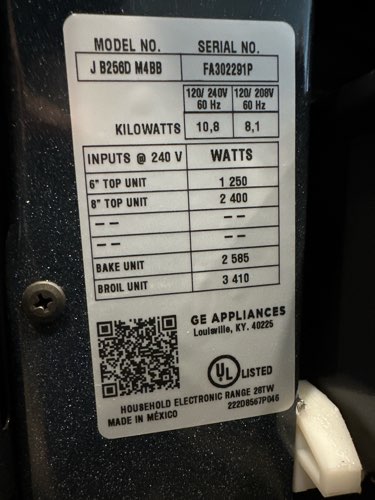 MODEL NO. SERIAL NO.
J B256D M4BB FA302291P
120/ 240V 120/ 208V
60 Hz 60 Hz
KILOWATTS 10,8 8,1
INPUTS @ 240 V WATTS
6" TOP UNIT 1 250
8" TOP UNIT 2 400
-- --
-- --
BAKE UNIT 2 585
BROIL UNIT 3 410
GE APPLIANCES
Louisville, KY. 40225
UL LISTED
HOUSEHOLD ELECTRONIC RANGE 26TW
MADE IN MÉXICO 222D8567P046